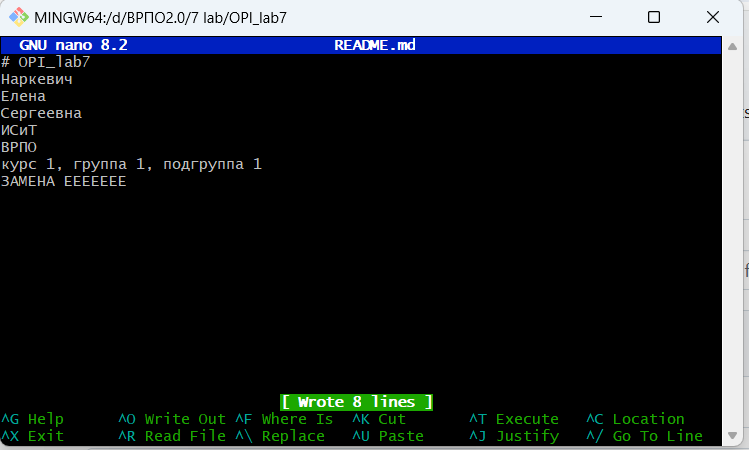 MINGW64:/d/ВРПО2.0/7 lab/OPI_lab7
GNU nano 8.2 README.md
# OPI_lab7
Наркевич
Елена
Сергеевна
ИСиТ
ВРПО
курс 1, группа 1, подгруппа 1
ЗАМЕНА ЕЕЕЕЕЕЕ
[ Wrote 8 lines ]
^G Help ^O Write Out ^F Where Is ^K Cut ^T Execute ^C Location
^X Exit ^R Read File ^\ Replace ^U Paste ^J Justify ^/ Go To Line